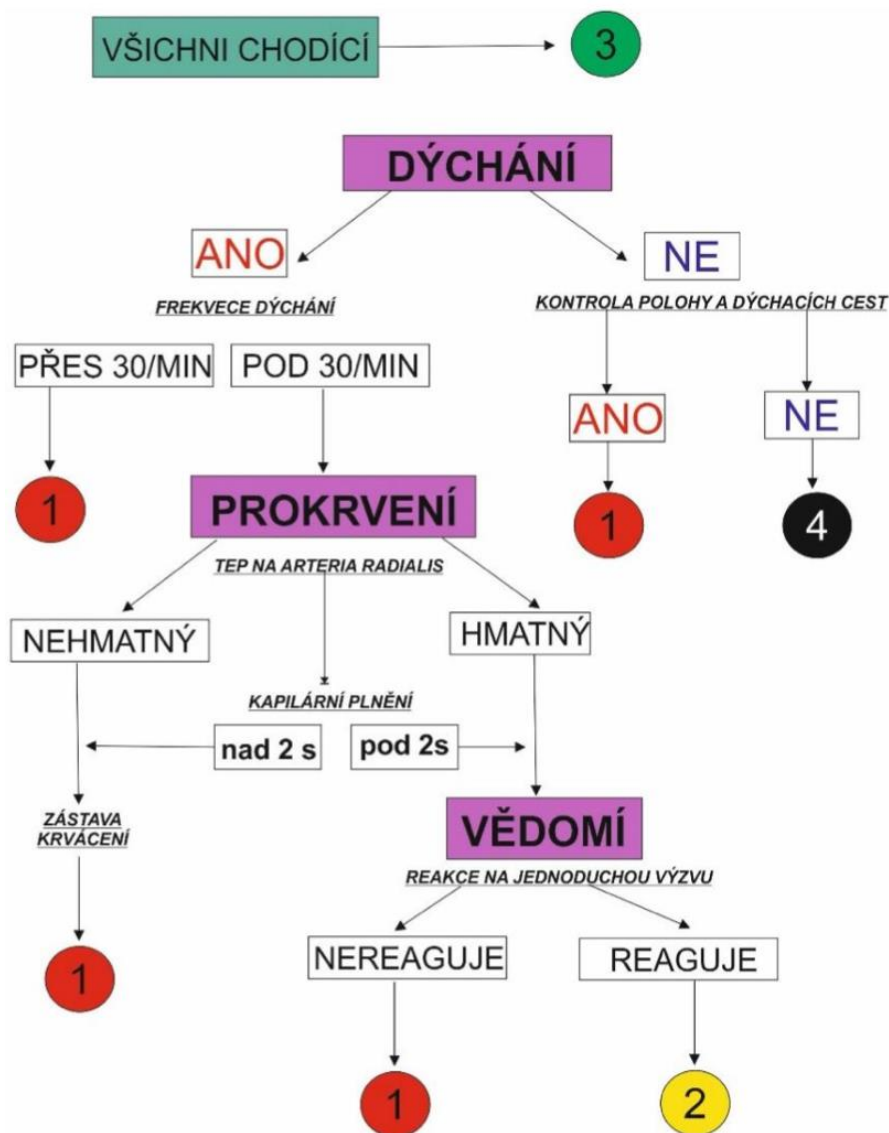 VŠICHNI CHODÍCÍ
3
DÝCHÁNÍ
ANO
NE
FREKVECE DÝCHÁNÍ
KONTROLA POLOHY A DÝCHACÍCH CEST
PŘES 30/MIN
POD 30/MIN
ANO
NE
1
PROKRVENÍ
1
4
TEP NA ARTERIA RADIALIS
NEHMATNÝ
HMATNÝ
KAPILÁRNÍ PLNĚNÍ
nad 2 s
pod 2s
ZÁSTAVA
KRVÁCENÍ
VĚDOMÍ
REAKCE NA JEDNODUCHOU VÝZVU
NEREAGUJE
REAGUJE
1
1
2